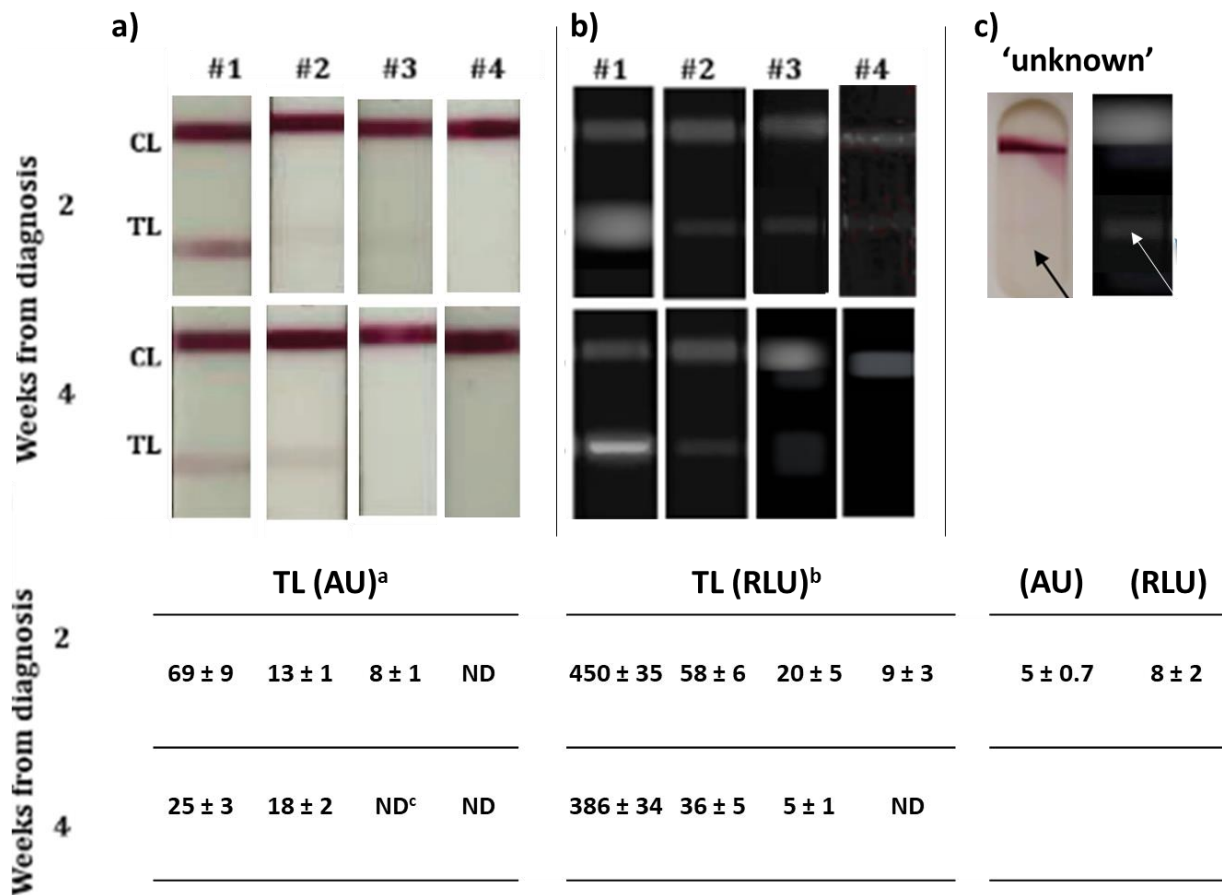 a) b) c)
'unknown'
#1 #2 #3 #4 #1 #2 #3 #4
Weeks from diagnosis
2
CL
TL
4
CL
TL
TL (AU)ᵃ TL (RLU)ᵇ (AU) (RLU)
Weeks from diagnosis
2
69 ± 9 13 ± 1 8 ± 1 ND 450 ± 35 58 ± 6 20 ± 5 9 ± 3 5 ± 0.7 8 ± 2
4
25 ± 3 18 ± 2 NDᶜ ND 386 ± 34 36 ± 5 5 ± 1 ND